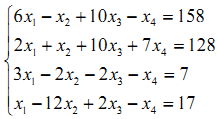 6x₁ − x₂ + 10x₃ − x₄ = 158
2x₁ + x₂ + 10x₃ + 7x₄ = 128
3x₁ − 2x₂ − 2x₃ − x₄ = 7
x₁ − 12x₂ + 2x₃ − x₄ = 17